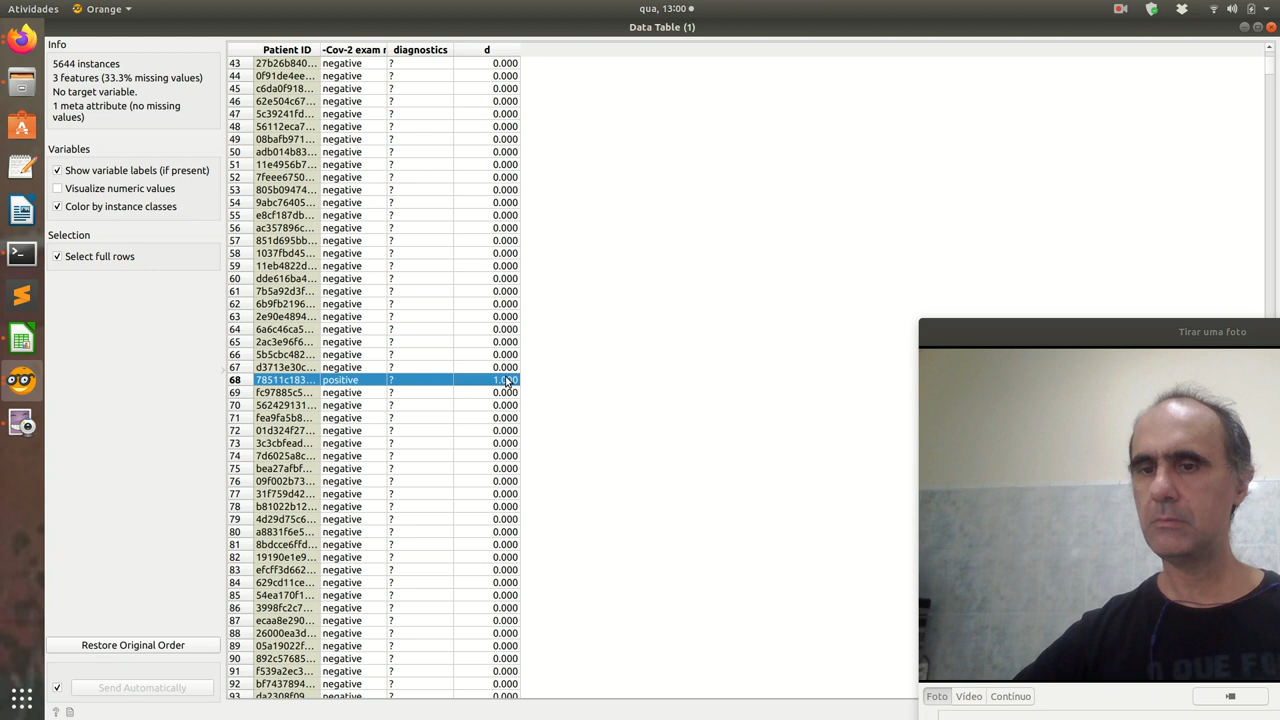 Atividades Orange qua, 13:00
Data Table (1)
Info
5644 instances
3 features (33.3% missing values)
No target variable.
1 meta attribute (no missing
values)
Variables
Show variable labels (if present)
Visualize numeric values
Color by instance classes
Selection
Select full rows
Restore Original Order
Send Automatically
Patient ID -Cov-2 exam r diagnostics d
43 27b26b840... negative ? 0.000
44 0f91de4ee... negative ? 0.000
45 c6da0f918... negative ? 0.000
46 62e504c67... negative ? 0.000
47 5c39241fd... negative ? 0.000
48 56112eca7... negative ? 0.000
49 08bafb971... negative ? 0.000
50 adb014b83... negative ? 0.000
51 11e4956b7... negative ? 0.000
52 7feee6750... negative ? 0.000
53 805b09474... negative ? 0.000
54 9abc76405... negative ? 0.000
55 e8cf187db... negative ? 0.000
56 ac357896c... negative ? 0.000
57 851d695bb... negative ? 0.000
58 1037fbd45... negative ? 0.000
59 11eb4822d... negative ? 0.000
60 dde616ba4... negative ? 0.000
61 7b5a92d3f... negative ? 0.000
62 6b9fb2196... negative ? 0.000
63 2e90e4894... negative ? 0.000
64 6a6c46ca5... negative ? 0.000
65 2ac3e96f6... negative ? 0.000
66 5b5cbc482... negative ? 0.000
67 d3713e30c... negative ? 0.000
68 78511c183... positive ? 1.000
69 fc97885c5... negative ? 0.000
70 562429131... negative ? 0.000
71 fea9fa5b8... negative ? 0.000
72 01d324f27... negative ? 0.000
73 3c3cbfead... negative ? 0.000
74 7d6025a8c... negative ? 0.000
75 bea27afbf... negative ? 0.000
76 09f002b73... negative ? 0.000
77 31f759d42... negative ? 0.000
78 b81022b12... negative ? 0.000
79 4d29d75c6... negative ? 0.000
80 a8831f6e5... negative ? 0.000
81 8bdcce6ffd... negative ? 0.000
82 19190e1e9... negative ? 0.000
83 efcff3d662... negative ? 0.000
84 629cd11ce... negative ? 0.000
85 54ea170f1... negative ? 0.000
86 3998fc2c7... negative ? 0.000
87 ecaa8e290... negative ? 0.000
88 26000ea3d... negative ? 0.000
89 05a19022f... negative ? 0.000
90 892c57685... negative ? 0.000
91 f539a2ec3... negative ? 0.000
92 bf7437894... negative ? 0.000
93 da2308f09... negative ? 0.000
Tirar uma foto
O QUE FO
Foto Vídeo Contínuo